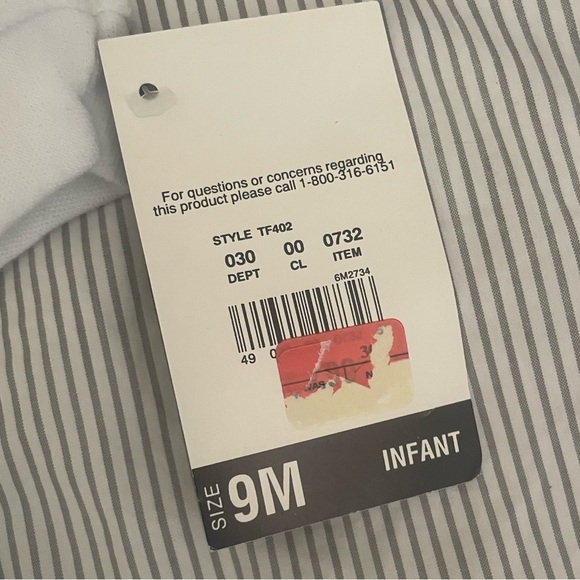 For questions or concerns regarding
this product please call 1-800-316-6151
STYLE TF402
030 00 0732
DEPT CL ITEM
6M2734
49
INFANT
SIZE 9M